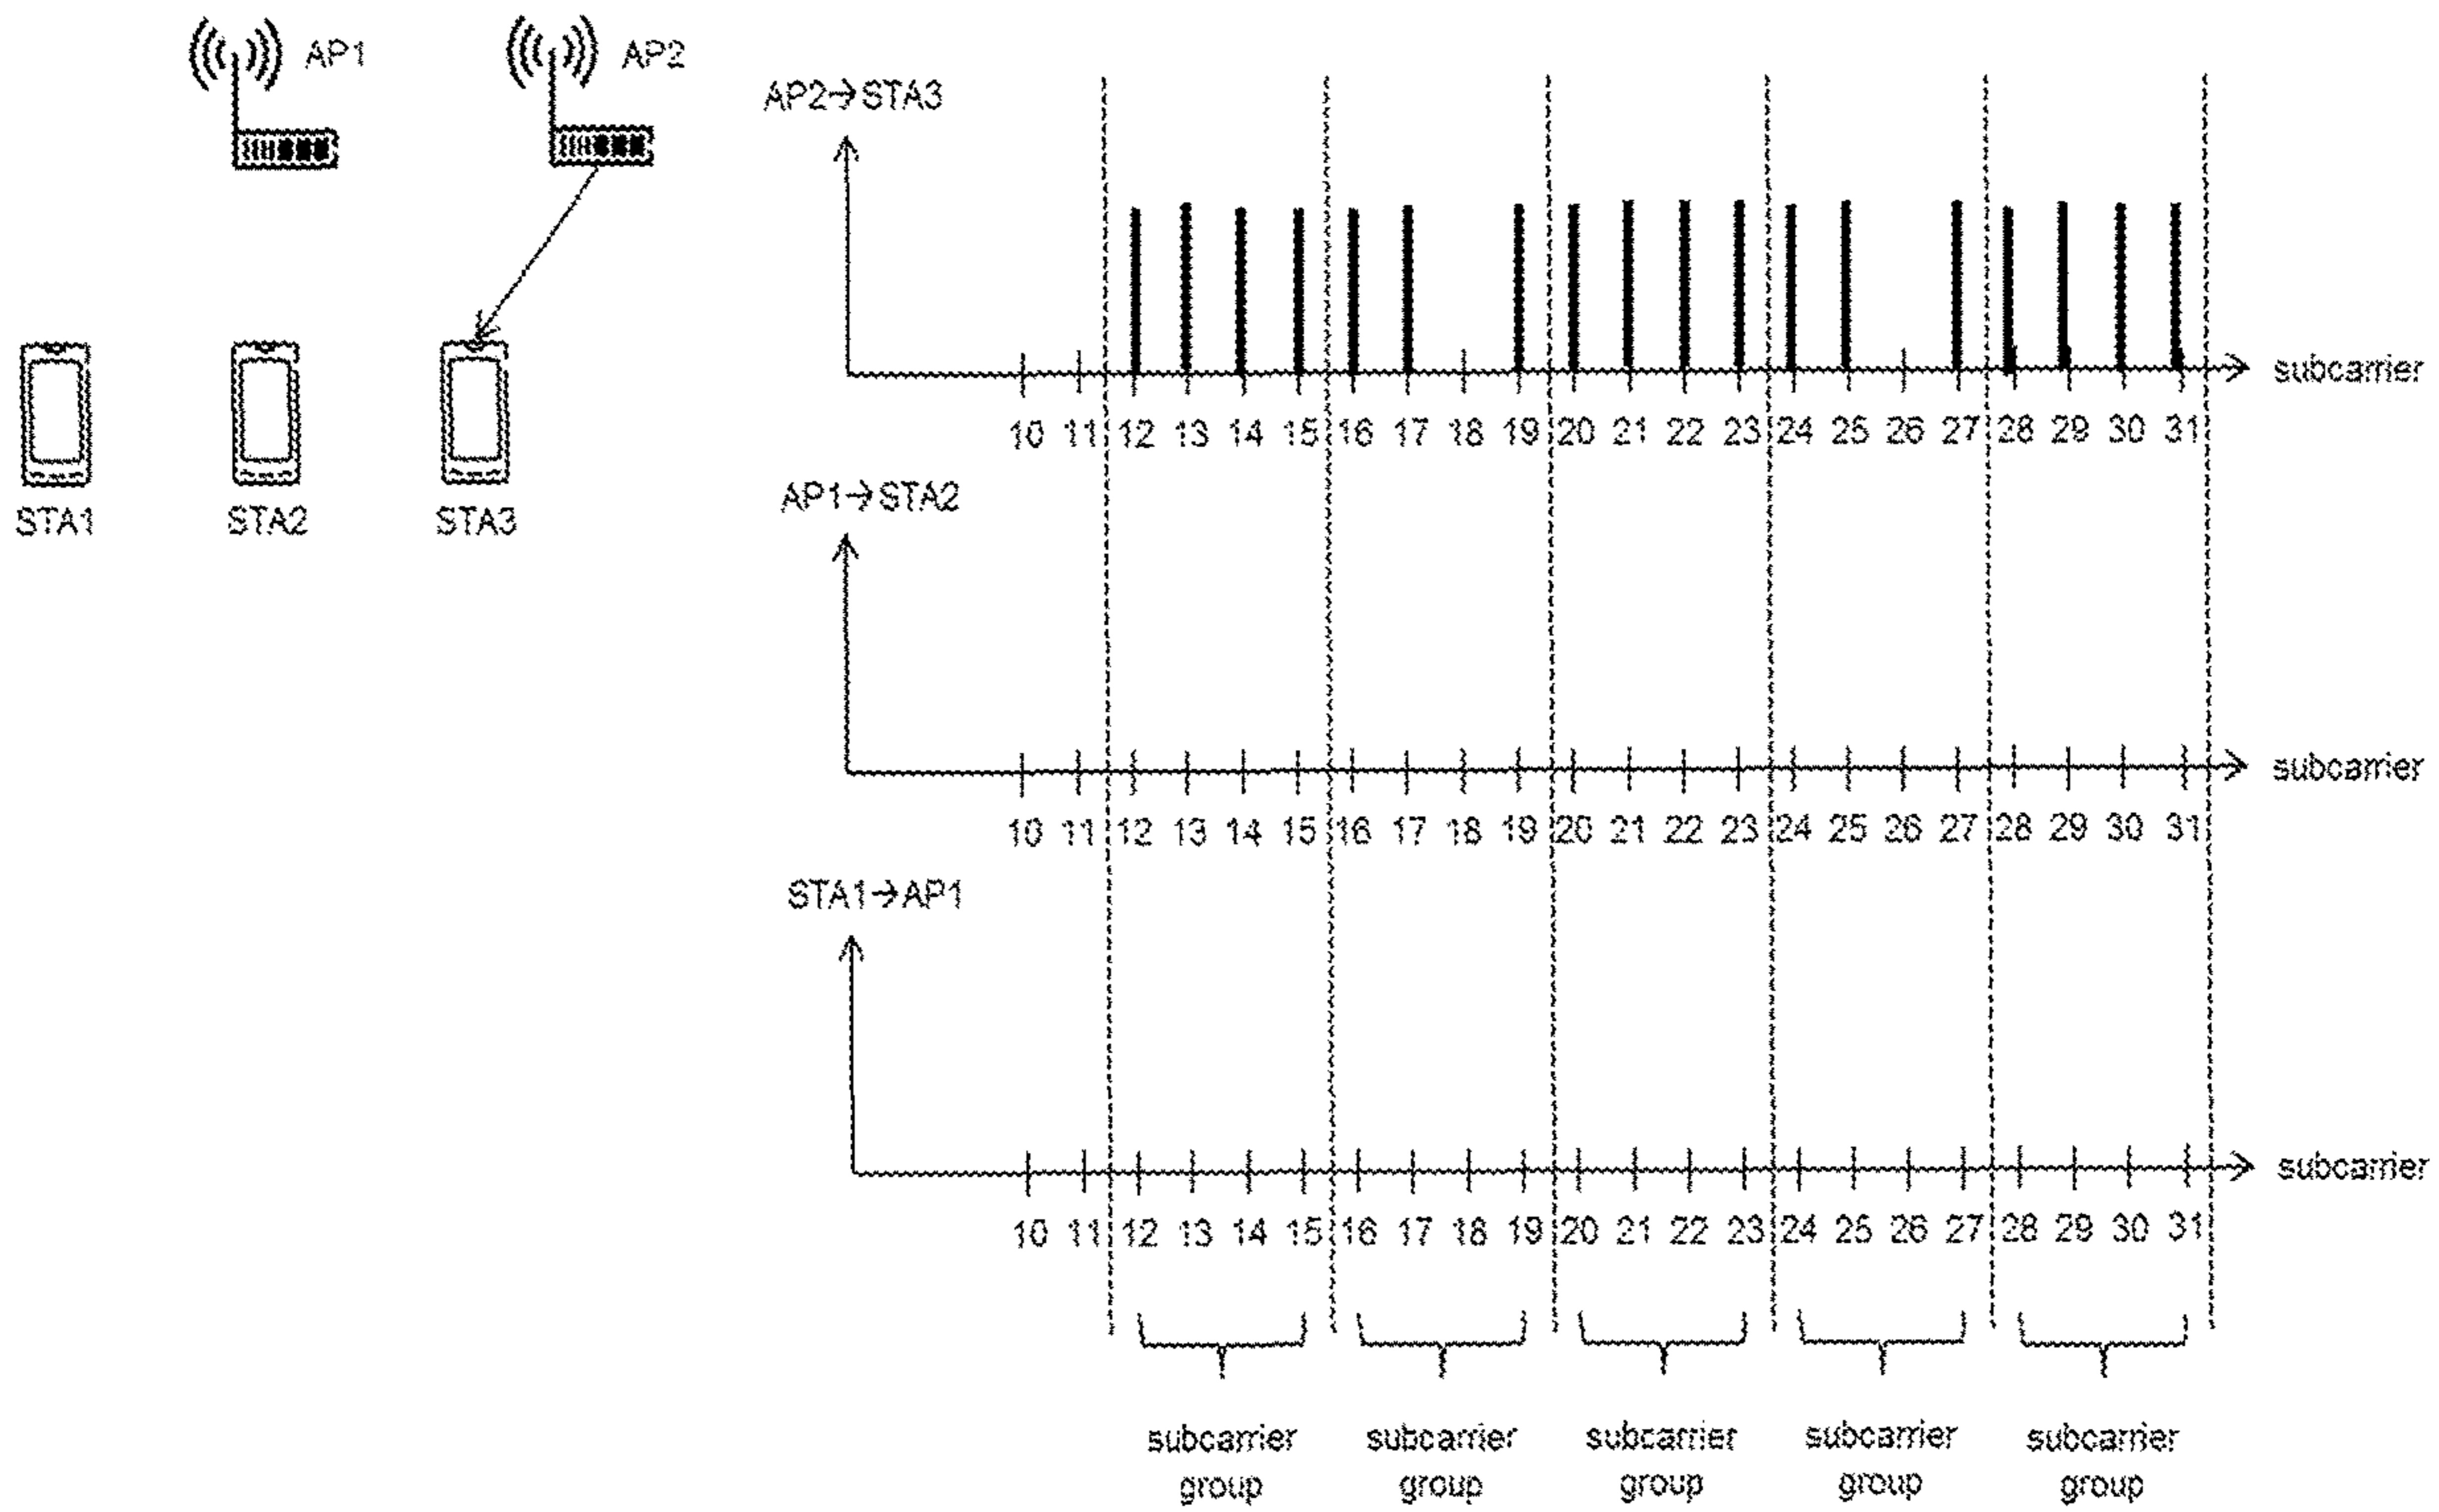 AP1 AP2
STA1 STA2 STA3
AP2→STA3
10 11 12 13 14 15 16 17 18 19 20 21 22 23 24 25 26 27 28 29 30 31
subcarrier
AP1→STA2
10 11 12 13 14 15 16 17 18 19 20 21 22 23 24 25 26 27 28 29 30 31
subcarrier
STA1→AP1
10 11 12 13 14 15 16 17 18 19 20 21 22 23 24 25 26 27 28 29 30 31
subcarrier
subcarrier
group
subcarrier
group
subcarrier
group
subcarrier
group
subcarrier
group